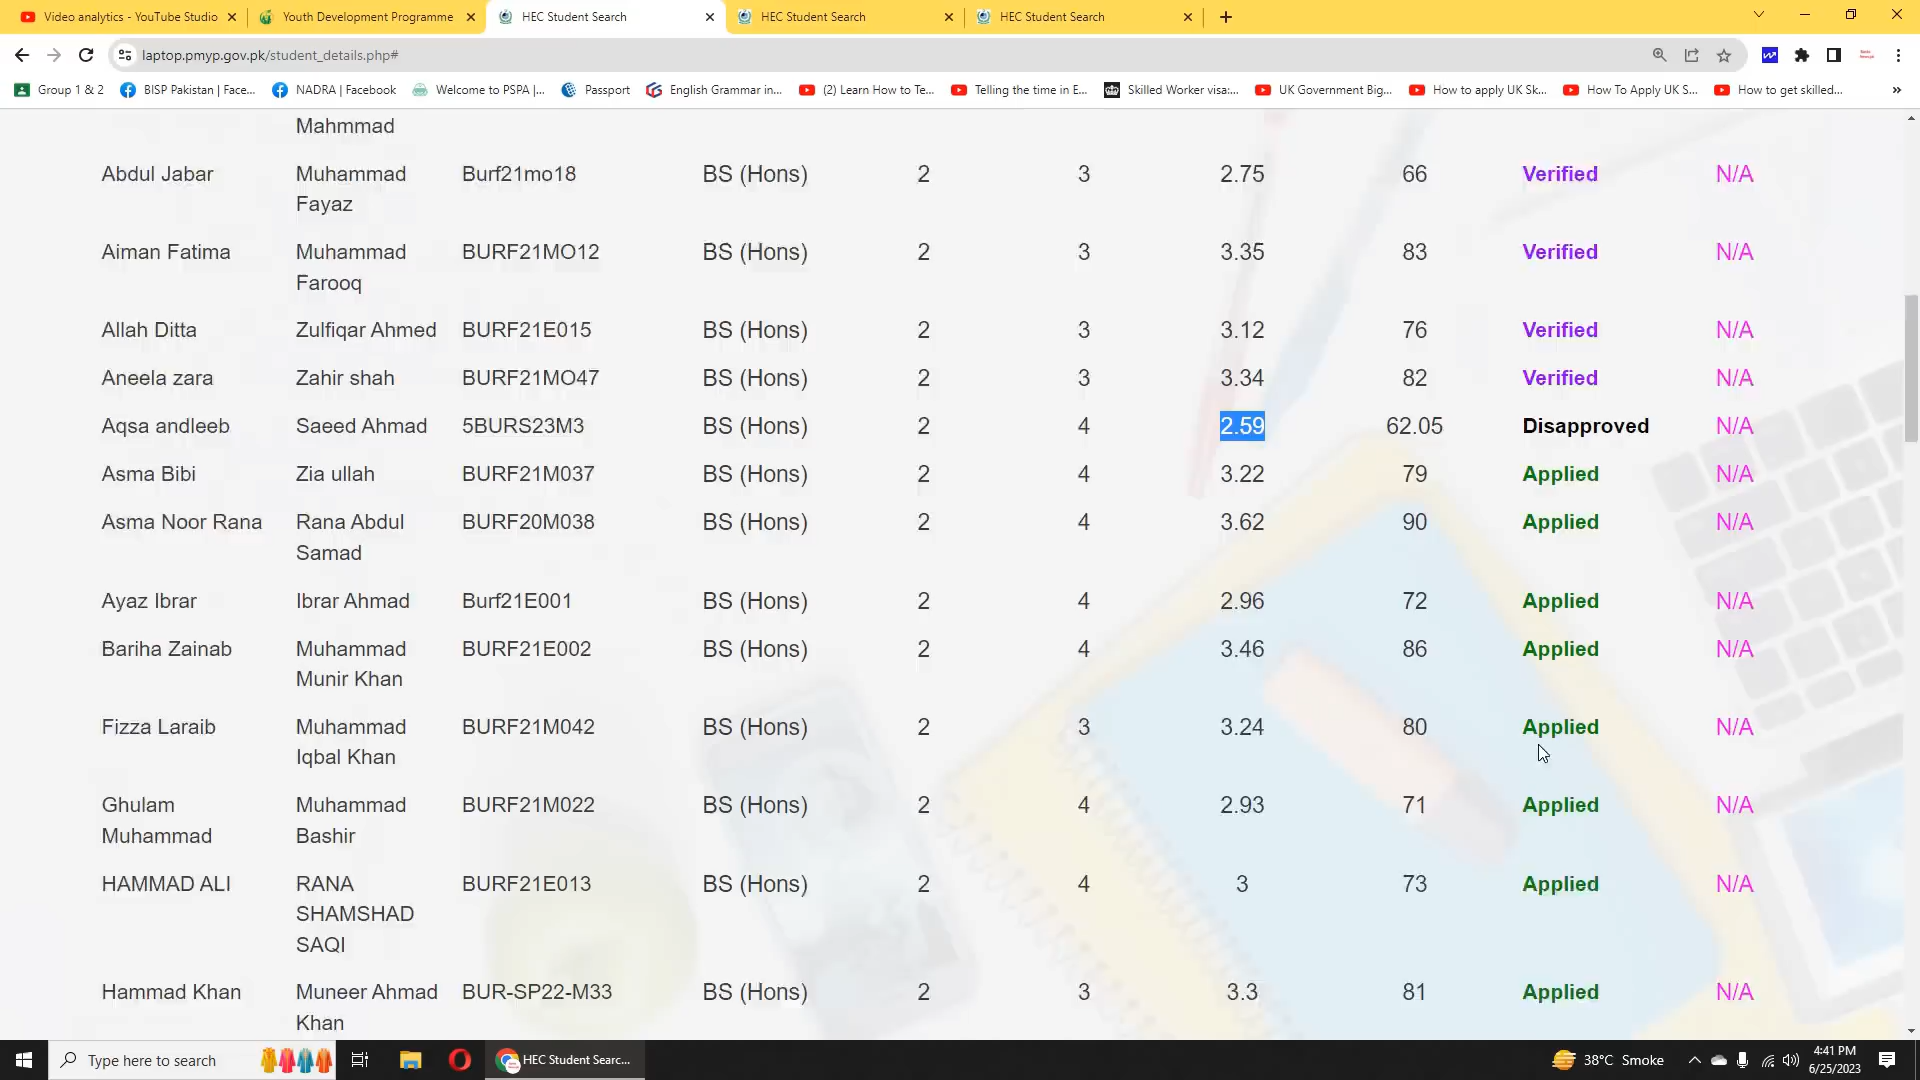 Video analytics - YouTube Studio
Youth Development Programme
HEC Student Search
HEC Student Search
HEC Student Search
laptop.pmyp.gov.pk/student_details.php#
Group 1 & 2
BISP Pakistan | Face...
NADRA | Facebook
Welcome to PSPA |...
Passport
English Grammar in...
(2) Learn How to Te...
Telling the time in E...
Skilled Worker visa:...
UK Government Big...
How to apply UK Sk...
How To Apply UK S...
How to get skilled...
Mahmmad
Abdul Jabar Muhammad Fayaz Burf21mo18 BS (Hons) 2 3 2.75 66 Verified N/A
Aiman Fatima Muhammad Farooq BURF21MO12 BS (Hons) 2 3 3.35 83 Verified N/A
Allah Ditta Zulfiqar Ahmed BURF21E015 BS (Hons) 2 3 3.12 76 Verified N/A
Aneela zara Zahir shah BURF21MO47 BS (Hons) 2 3 3.34 82 Verified N/A
Aqsa andleeb Saeed Ahmad 5BURS23M3 BS (Hons) 2 4 2.59 62.05 Disapproved N/A
Asma Bibi Zia ullah BURF21M037 BS (Hons) 2 4 3.22 79 Applied N/A
Asma Noor Rana Rana Abdul Samad BURF20M038 BS (Hons) 2 4 3.62 90 Applied N/A
Ayaz Ibrar Ibrar Ahmad Burf21E001 BS (Hons) 2 4 2.96 72 Applied N/A
Bariha Zainab Muhammad Munir Khan BURF21E002 BS (Hons) 2 4 3.46 86 Applied N/A
Fizza Laraib Muhammad Iqbal Khan BURF21M042 BS (Hons) 2 3 3.24 80 Applied N/A
Ghulam Muhammad Muhammad Bashir BURF21M022 BS (Hons) 2 4 2.93 71 Applied N/A
HAMMAD ALI RANA SHAMSHAD SAQI BURF21E013 BS (Hons) 2 4 3 73 Applied N/A
Hammad Khan Muneer Ahmad Khan BUR-SP22-M33 BS (Hons) 2 3 3.3 81 Applied N/A
Type here to search
HEC Student Searc...
38°C Smoke
4:41 PM
6/25/2023